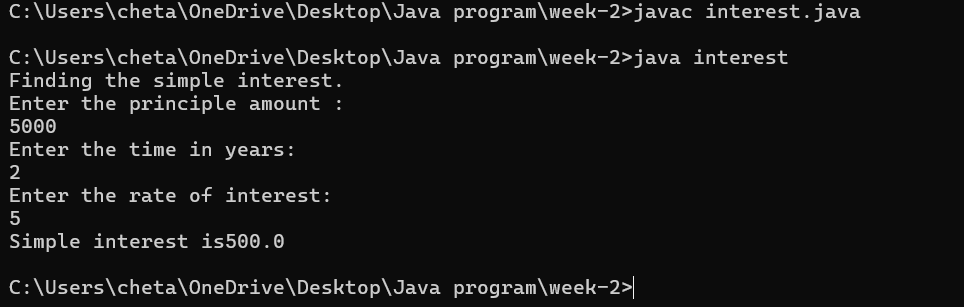 C:\Users\cheta\OneDrive\Desktop\Java program\week-2>javac interest.java
C:\Users\cheta\OneDrive\Desktop\Java program\week-2>java interest
Finding the simple interest.
Enter the principle amount :
5000
Enter the time in years:
2
Enter the rate of interest:
5
Simple interest is500.0
C:\Users\cheta\OneDrive\Desktop\Java program\week-2>